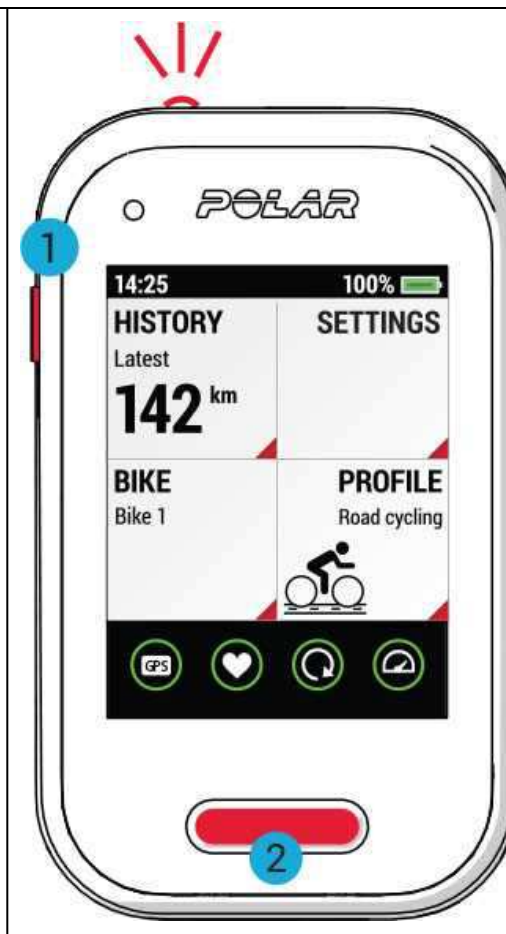 POLAR
1
14:25 100%
HISTORY SETTINGS
Latest
142 km
BIKE PROFILE
Bike 1 Road cycling
GPS
2